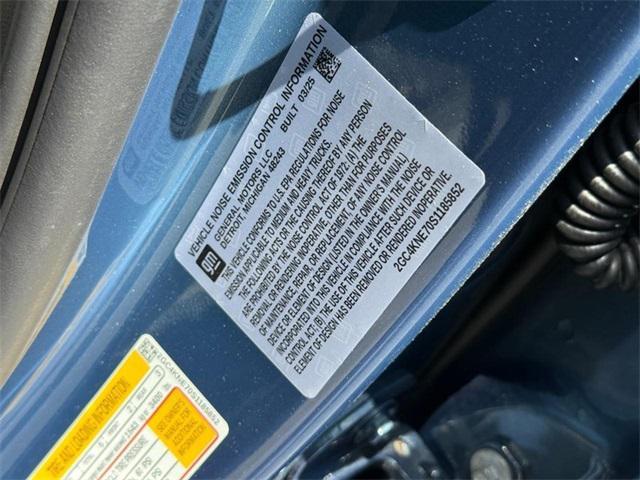 VEHICLE NOISE EMISSION CONTROL INFORMATION
GENERAL MOTORS LLC
DETROIT, MICHIGAN 48243 BUILT 03/25
gm
THIS VEHICLE CONFORMS TO U.S. EPA REGULATIONS FOR NOISE
EMISSION APPLICABLE TO MEDIUM AND HEAVY TRUCKS.
THE FOLLOWING ACTS OR THE CAUSING THEREOF BY ANY PERSON
ARE PROHIBITED BY THE NOISE CONTROL ACT OF 1972: (A) THE
REMOVAL OR RENDERING INOPERATIVE, OTHER THAN FOR PURPOSES
OF MAINTENANCE, REPAIR, OR REPLACEMENT, OF ANY NOISE CONTROL
DEVICE OR ELEMENT OF DESIGN (LISTED IN THE OWNER'S MANUAL)
INCORPORATED INTO THE VEHICLE IN COMPLIANCE WITH THE NOISE
CONTROL ACT; (B) THE USE OF THIS VEHICLE AFTER SUCH DEVICE OR
ELEMENT OF DESIGN HAS BEEN REMOVED OR RENDERED INOPERATIVE.
2GC4KNE70S1185852
2GC4KNE70S1185852
TIRE AND LOADING INFORMATION
1543 3400
SEE OWNER'S
MANUAL FOR
ADDITIONAL
INFORMATION